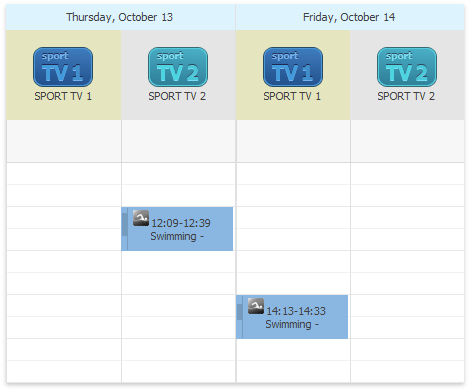 Thursday, October 13
Friday, October 14
sport
TV 1
SPORT TV 1
sport
TV 2
SPORT TV 2
sport
TV 1
SPORT TV 1
sport
TV 2
SPORT TV 2
12:09-12:39
Swimming -
14:13-14:33
Swimming -